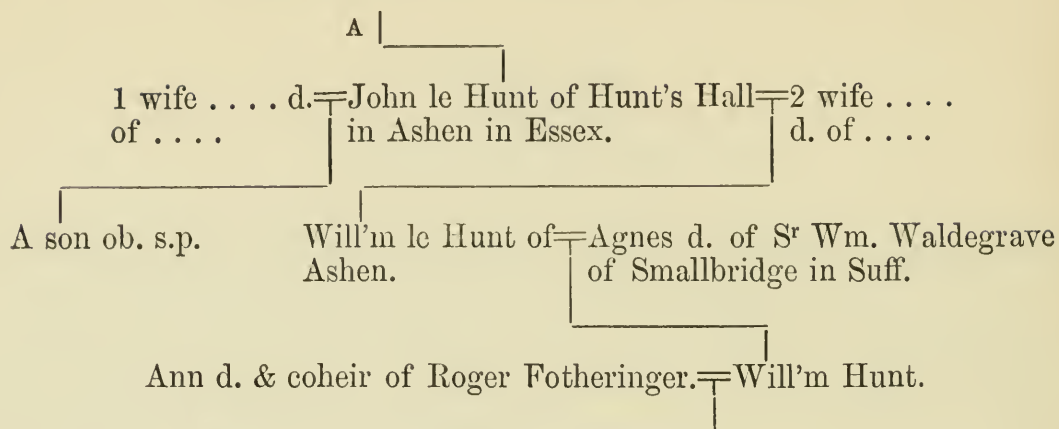 A
1 wife . . . . d. John le Hunt of Hunt's Hall 2 wife . . . .
of . . . . in Ashen in Essex. d. of . . . .
A son ob. s.p. Will'm le Hunt of Agnes d. of Sʳ Wm. Waldegrave
Ashen. of Smallbridge in Suff.
Ann d. & coheir of Roger Fotheringer. Will'm Hunt.